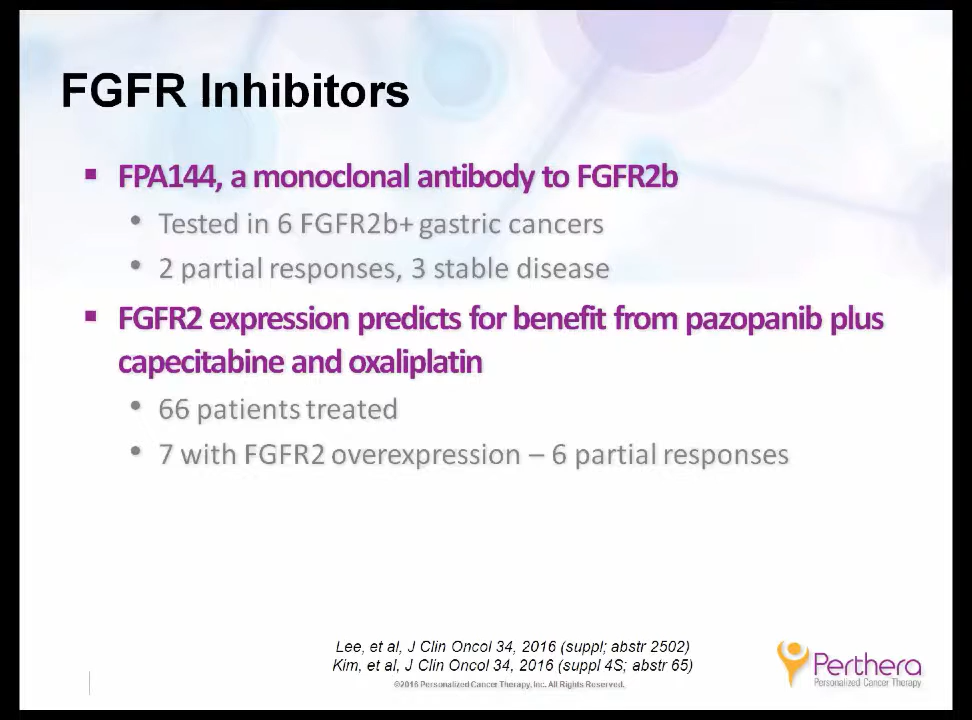 FGFR Inhibitors
▪ FPA144, a monoclonal antibody to FGFR2b
• Tested in 6 FGFR2b+ gastric cancers
• 2 partial responses, 3 stable disease
▪ FGFR2 expression predicts for benefit from pazopanib plus
capecitabine and oxaliplatin
• 66 patients treated
• 7 with FGFR2 overexpression – 6 partial responses
Lee, et al, J Clin Oncol 34, 2016 (suppl; abstr 2502)
Kim, et al, J Clin Oncol 34, 2016 (suppl 4S; abstr 65)
©2016 Personalized Cancer Therapy, Inc. All Rights Reserved.
Perthera
Personalized Cancer Therapy